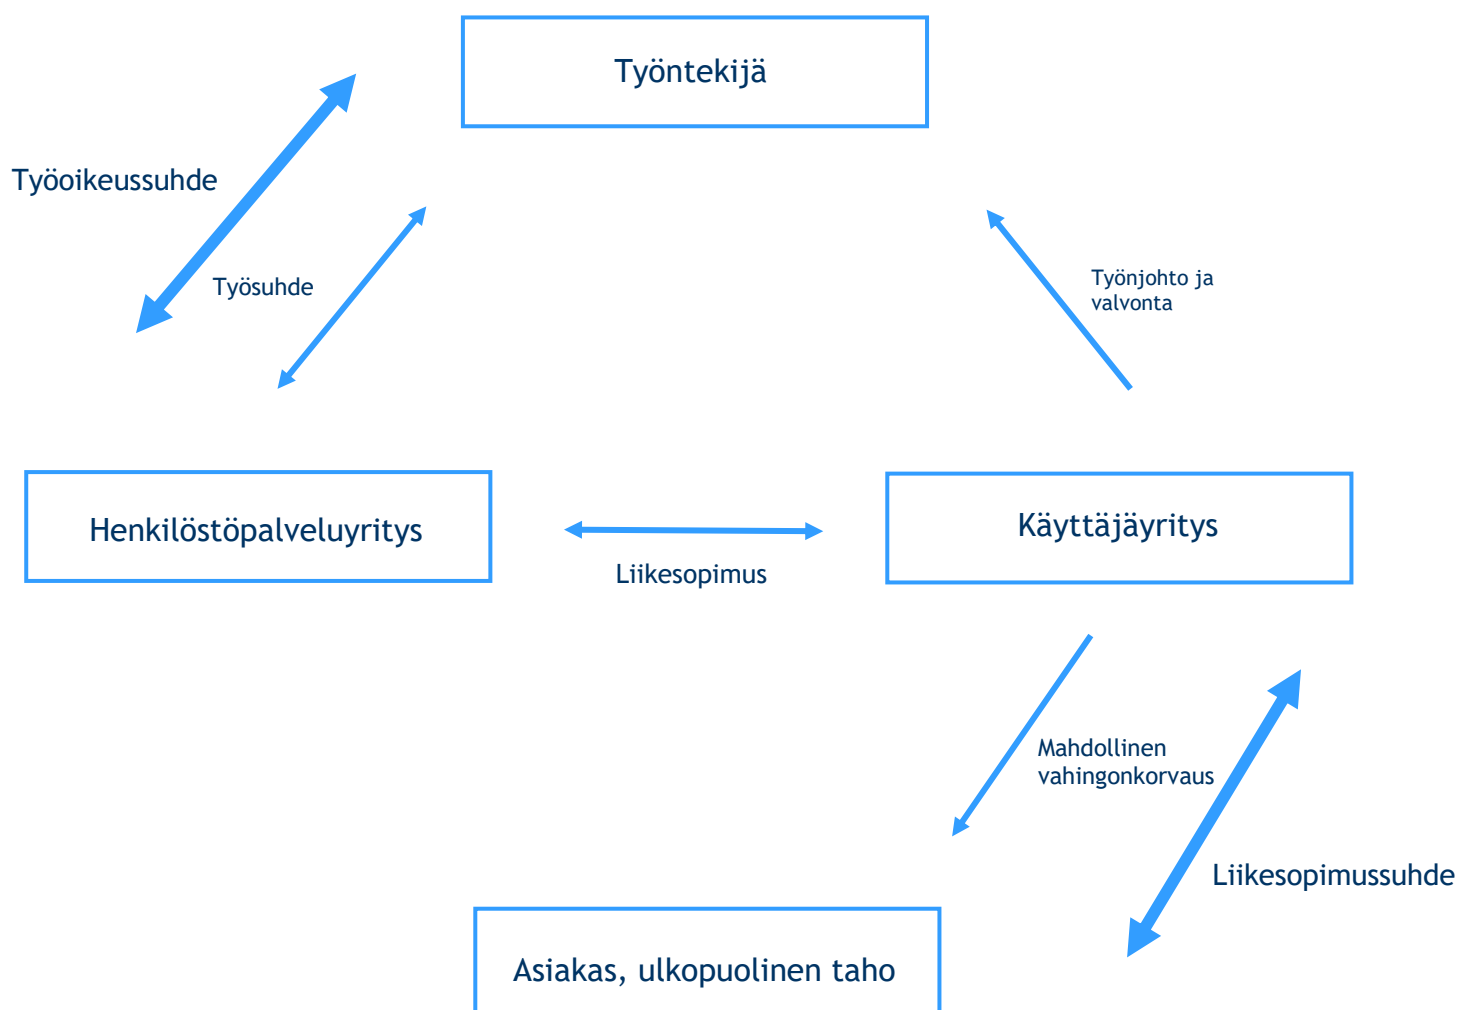 Työntekijä
Työoikeussuhde
Työsuhde
Työnjohto ja
valvonta
Henkilöstöpalveluyritys
Käyttäjäyritys
Liikesopimus
Mahdollinen
vahingonkorvaus
Liikesopimussuhde
Asiakas, ulkopuolinen taho